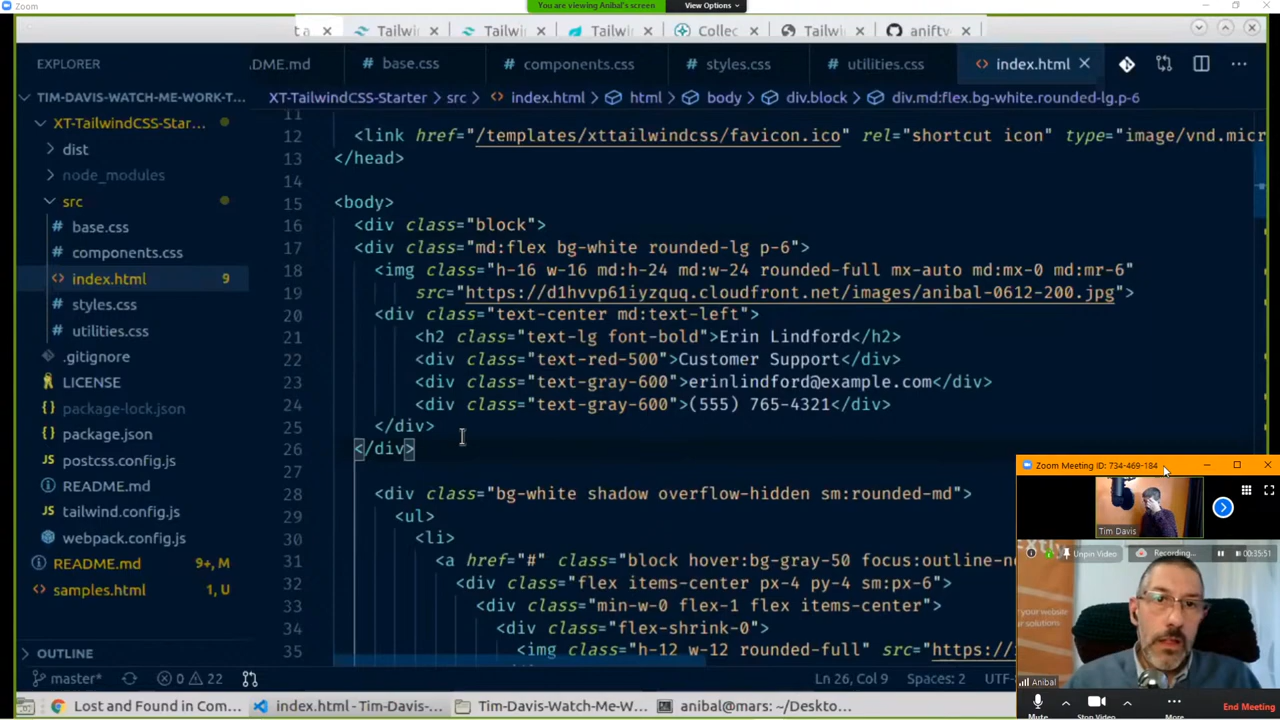 Zoom
You are viewing Anibal's screen
View Options
t a
Tailwi
Tailwi
Tailwi
Collec
Tailwi
aniftv
EXPLORER
DME.md
base.css
components.css
styles.css
utilities.css
index.html
TIM-DAVIS-WATCH-ME-WORK-T...
XT-TailwindCSS-Starter
src
index.html
html
body
div.block
div.md:flex.bg-white.rounded-lg.p-6
XT-TailwindCSS-Star...
dist
node_modules
src
base.css
components.css
index.html 9
styles.css
utilities.css
.gitignore
LICENSE
package-lock.json
package.json
postcss.config.js
README.md
tailwind.config.js
webpack.config.js
README.md 9+, M
samples.html 1, U
OUTLINE
11
12 <link href="/templates/xttailwindcss/favicon.ico" rel="shortcut icon" type="image/vnd.micr
13 </head>
14
15 <body>
16 <div class="block">
17 <div class="md:flex bg-white rounded-lg p-6">
18 <img class="h-16 w-16 md:h-24 md:w-24 rounded-full mx-auto md:mx-0 md:mr-6"
19 src="https://d1hvvp61iyzquq.cloudfront.net/images/anibal-0612-200.jpg">
20 <div class="text-center md:text-left">
21 <h2 class="text-lg font-bold">Erin Lindford</h2>
22 <div class="text-red-500">Customer Support</div>
23 <div class="text-gray-600">erinlindford@example.com</div>
24 <div class="text-gray-600">(555) 765-4321</div>
25 </div>
26 </div>
27
28 <div class="bg-white shadow overflow-hidden sm:rounded-md">
29 <ul>
30 <li>
31 <a href="#" class="block hover:bg-gray-50 focus:outline-no
32 <div class="flex items-center px-4 py-4 sm:px-6">
33 <div class="min-w-0 flex-1 flex items-center">
34 <div class="flex-shrink-0">
35 <img class="h-12 w-12 rounded-full" src="https://s
master*
0
22
Ln 26, Col 9
Spaces: 2
UTF-8
Lost and Found in Com...
index.html - Tim-Davis-...
Tim-Davis-Watch-Me-W...
anibal@mars: ~/Deskto...
Zoom Meeting ID: 734-469-184
Tim Davis
Unpin Video
Recording...
00:35:51
your website
r solutions
Anibal
Mute
Stop Video
More
End Meeting